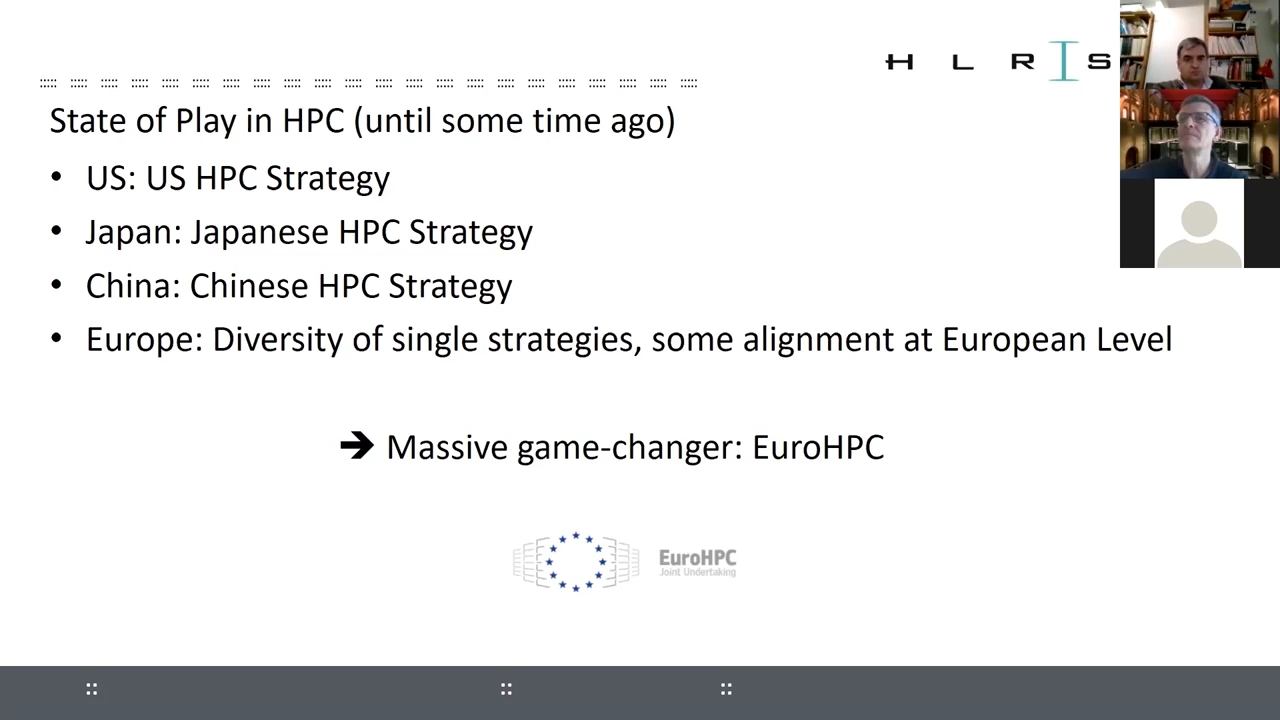 H L R I S
State of Play in HPC (until some time ago)
• US: US HPC Strategy
• Japan: Japanese HPC Strategy
• China: Chinese HPC Strategy
• Europe: Diversity of single strategies, some alignment at European Level
➔ Massive game-changer: EuroHPC
EuroHPC
Joint Undertaking